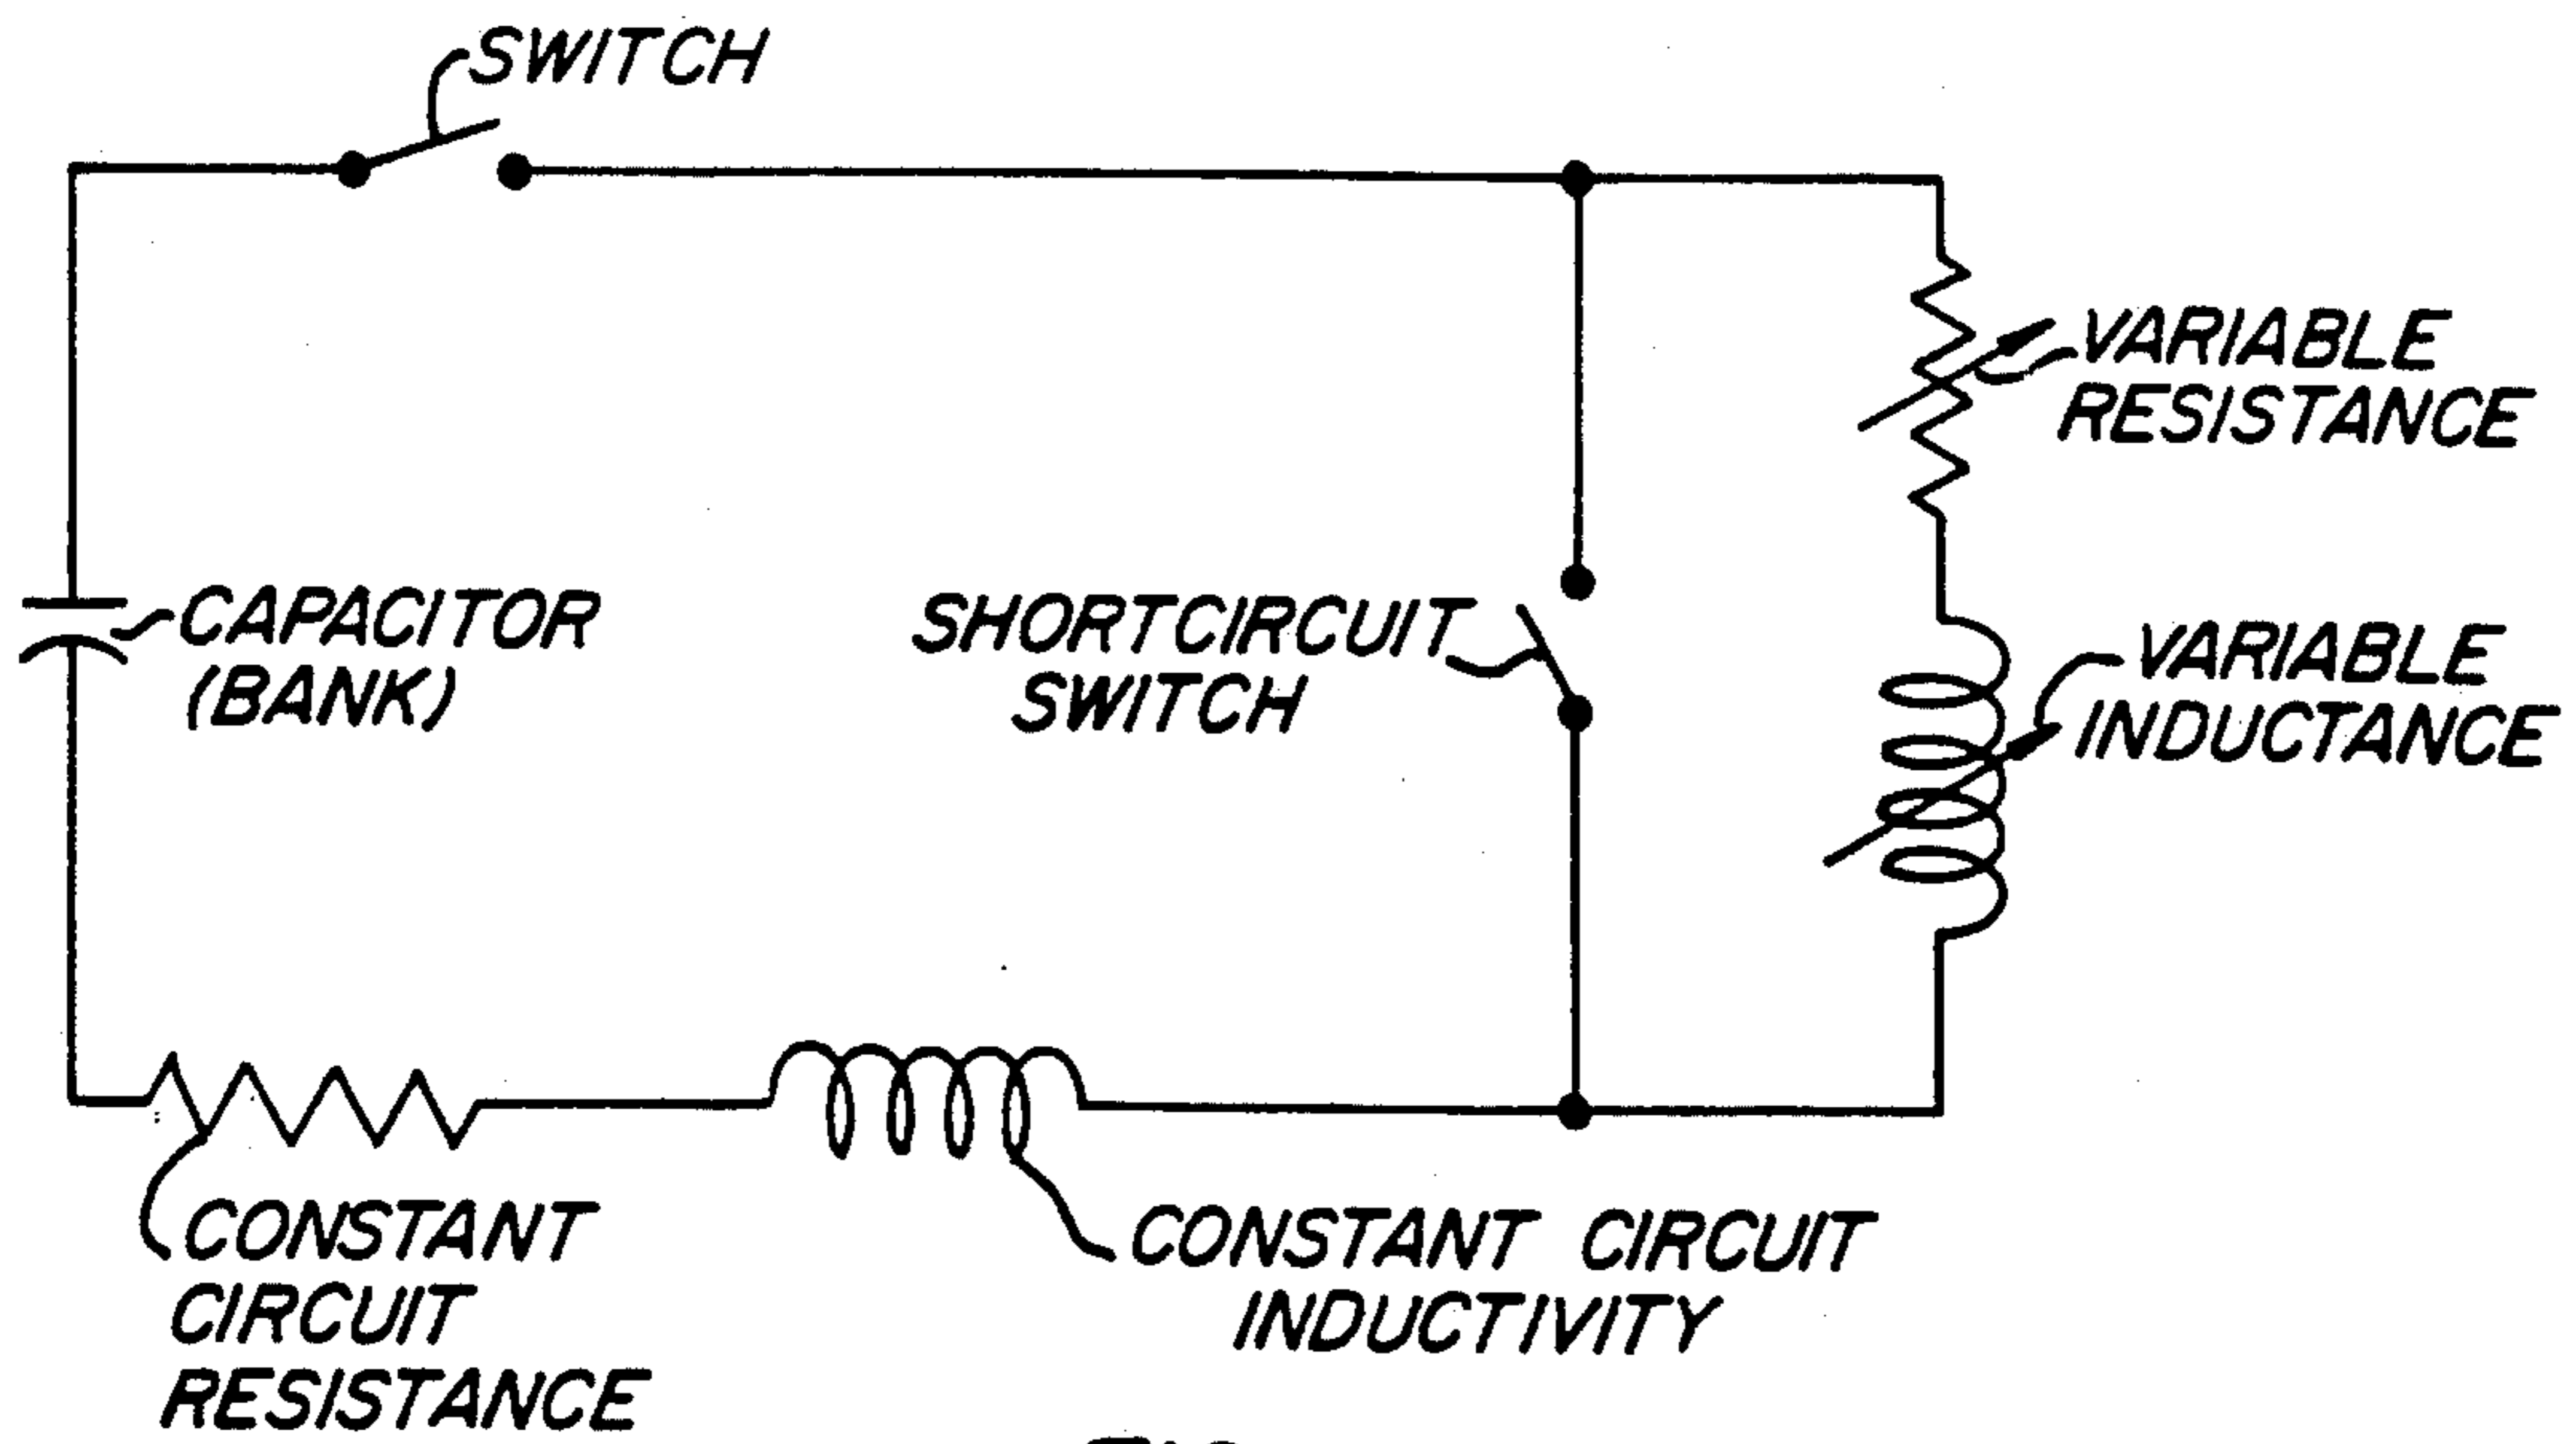 SWITCH
VARIABLE
RESISTANCE
CAPACITOR
(BANK)
SHORTCIRCUIT
SWITCH
VARIABLE
INDUCTANCE
CONSTANT
CIRCUIT
RESISTANCE
CONSTANT CIRCUIT
INDUCTIVITY